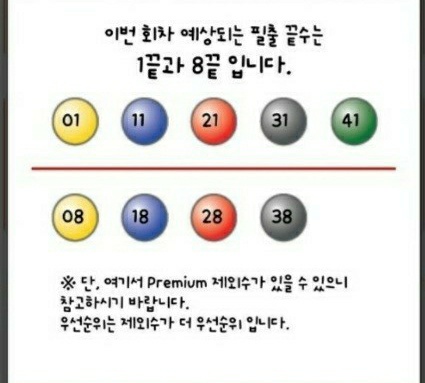 이번 회차 예상되는 필출 끝수는
1끝과 8끝 입니다.
01 11 21 31 41
08 18 28 38
※ 단, 여기서 Premium 제외수가 있을 수 있으니
참고하시기 바랍니다.
우선순위는 제외수가 더 우선순위 입니다.